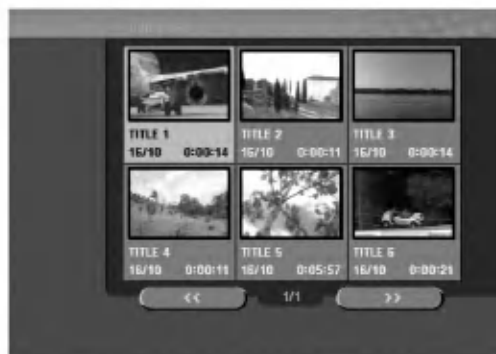 TITLE 1
16/10 0:00:14
TITLE 2
16/10 0:00:11
TITLE 3
16/10 0:00:14
TITLE 4
16/10 0:00:11
TITLE 5
16/10 0:05:57
TITLE 6
16/10 0:00:21
<< 1/1 >>